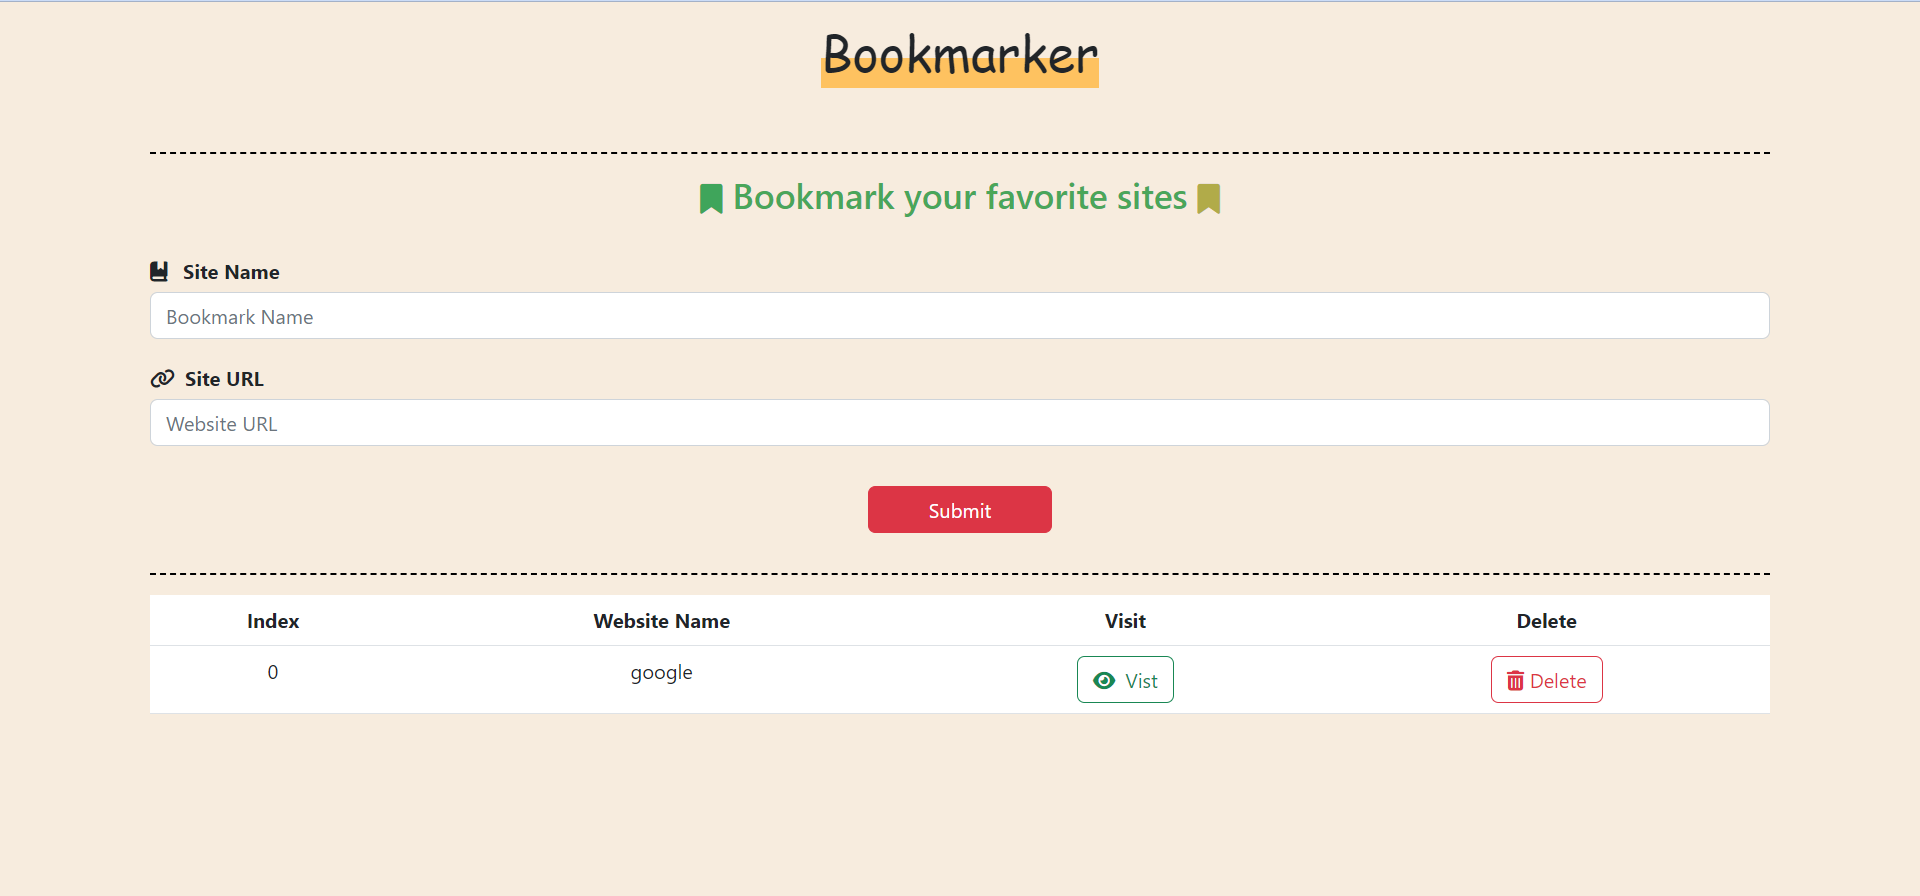 Bookmarker
Bookmark your favorite sites
Site Name
Bookmark Name
Site URL
Website URL
Submit
Index Website Name Visit Delete
0 google Vist Delete